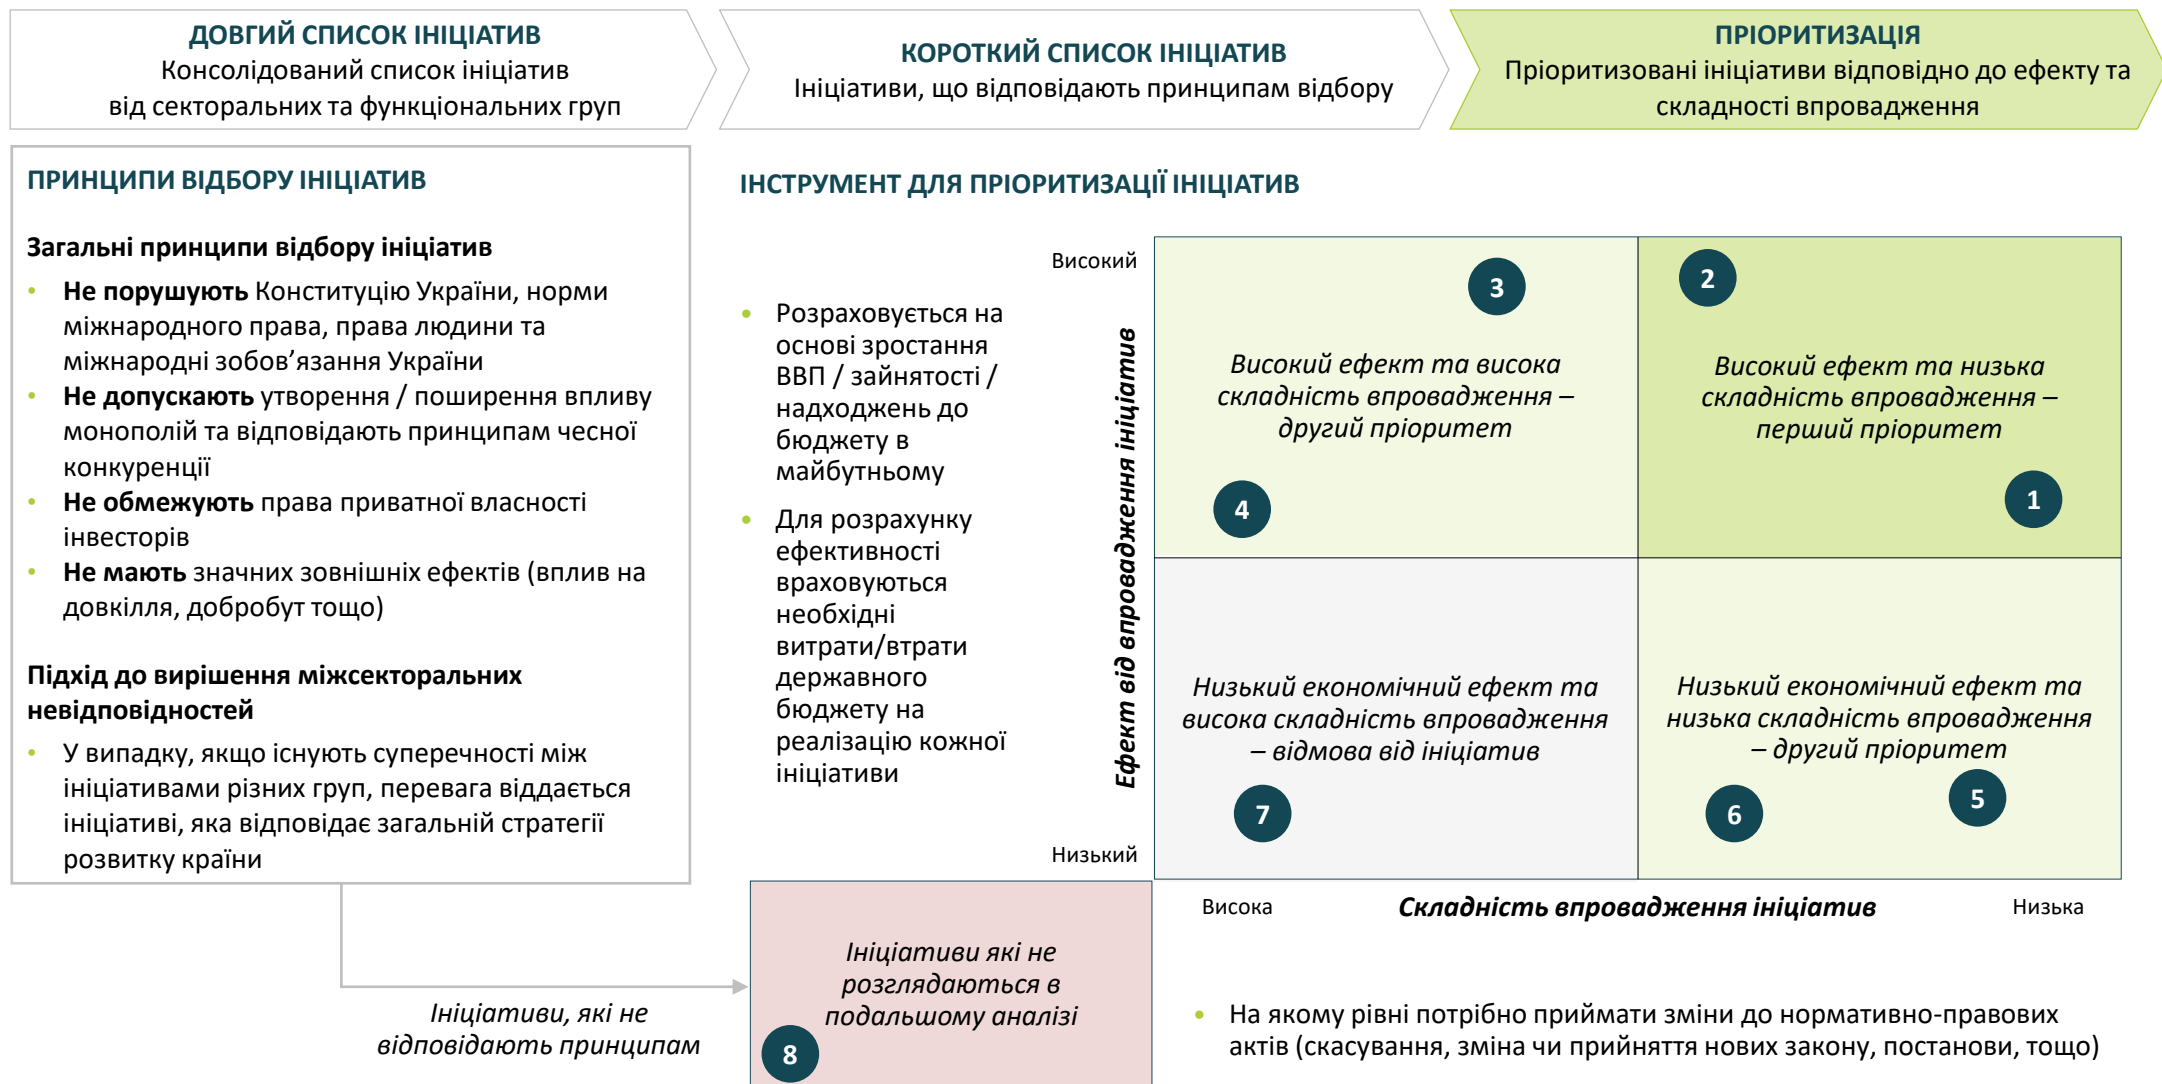 ДОВГИЙ СПИСОК ІНІЦІАТИВ
Консолідований список ініціатив
від секторальних та функціональних груп
КОРОТКИЙ СПИСОК ІНІЦІАТИВ
Ініціативи, що відповідають принципам відбору
ПРІОРИТИЗАЦІЯ
Пріоритизовані ініціативи відповідно до ефекту та
складності впровадження
ПРИНЦИПИ ВІДБОРУ ІНІЦІАТИВ
Загальні принципи відбору ініціатив
• Не порушують Конституцію України, норми
міжнародного права, права людини та
міжнародні зобов’язання України
• Не допускають утворення / поширення впливу
монополій та відповідають принципам чесної
конкуренції
• Не обмежують права приватної власності
інвесторів
• Не мають значних зовнішніх ефектів (вплив на
довкілля, добробут тощо)
Підхід до вирішення міжсекторальних
невідповідностей
• У випадку, якщо існують суперечності між
ініціативами різних груп, перевага віддається
ініціативі, яка відповідає загальній стратегії
розвитку країни
Ініціативи, які не
відповідають принципам
ІНСТРУМЕНТ ДЛЯ ПРІОРИТИЗАЦІЇ ІНІЦІАТИВ
• Розраховується на
основі зростання
ВВП / зайнятості /
надходжень до
бюджету в
майбутньому
• Для розрахунку
ефективності
враховуються
необхідні
витрати/втрати
державного
бюджету на
реалізацію кожної
ініціативи
Високий
Ефект від впровадження ініціатив
Низький
3
Високий ефект та висока
складність впровадження –
другий пріоритет
4
2
Високий ефект та низька
складність впровадження –
перший пріоритет
1
Низький економічний ефект та
висока складність впровадження
– відмова від ініціатив
7
Низький економічний ефект та
низька складність впровадження
– другий пріоритет
5
6
Висока
Складність впровадження ініціатив
Низька
Ініціативи які не
розглядаються в
подальшому аналізі
8
• На якому рівні потрібно приймати зміни до нормативно-правових
актів (скасування, зміна чи прийняття нових закону, постанови, тощо)